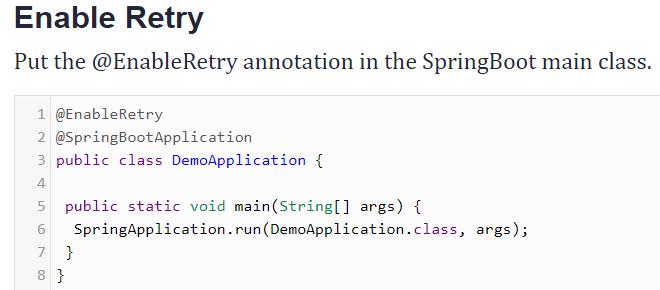 Enable Retry
Put the @EnableRetry annotation in the SpringBoot main class.
1 @EnableRetry
2 @SpringBootApplication
3 public class DemoApplication {
4
5  public static void main(String[] args) {
6   SpringApplication.run(DemoApplication.class, args);
7  }
8 }